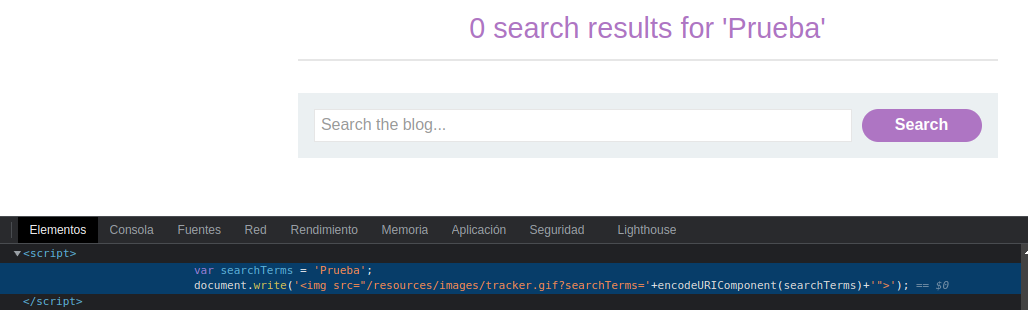 0 search results for 'Prueba'
Search the blog... Search
Elementos Consola Fuentes Red Rendimiento Memoria Aplicación Seguridad Lighthouse
▼<script>
var searchTerms = 'Prueba';
document.write('<img src="/resources/images/tracker.gif?searchTerms='+encodeURIComponent(searchTerms)+'">'); == $0
</script>